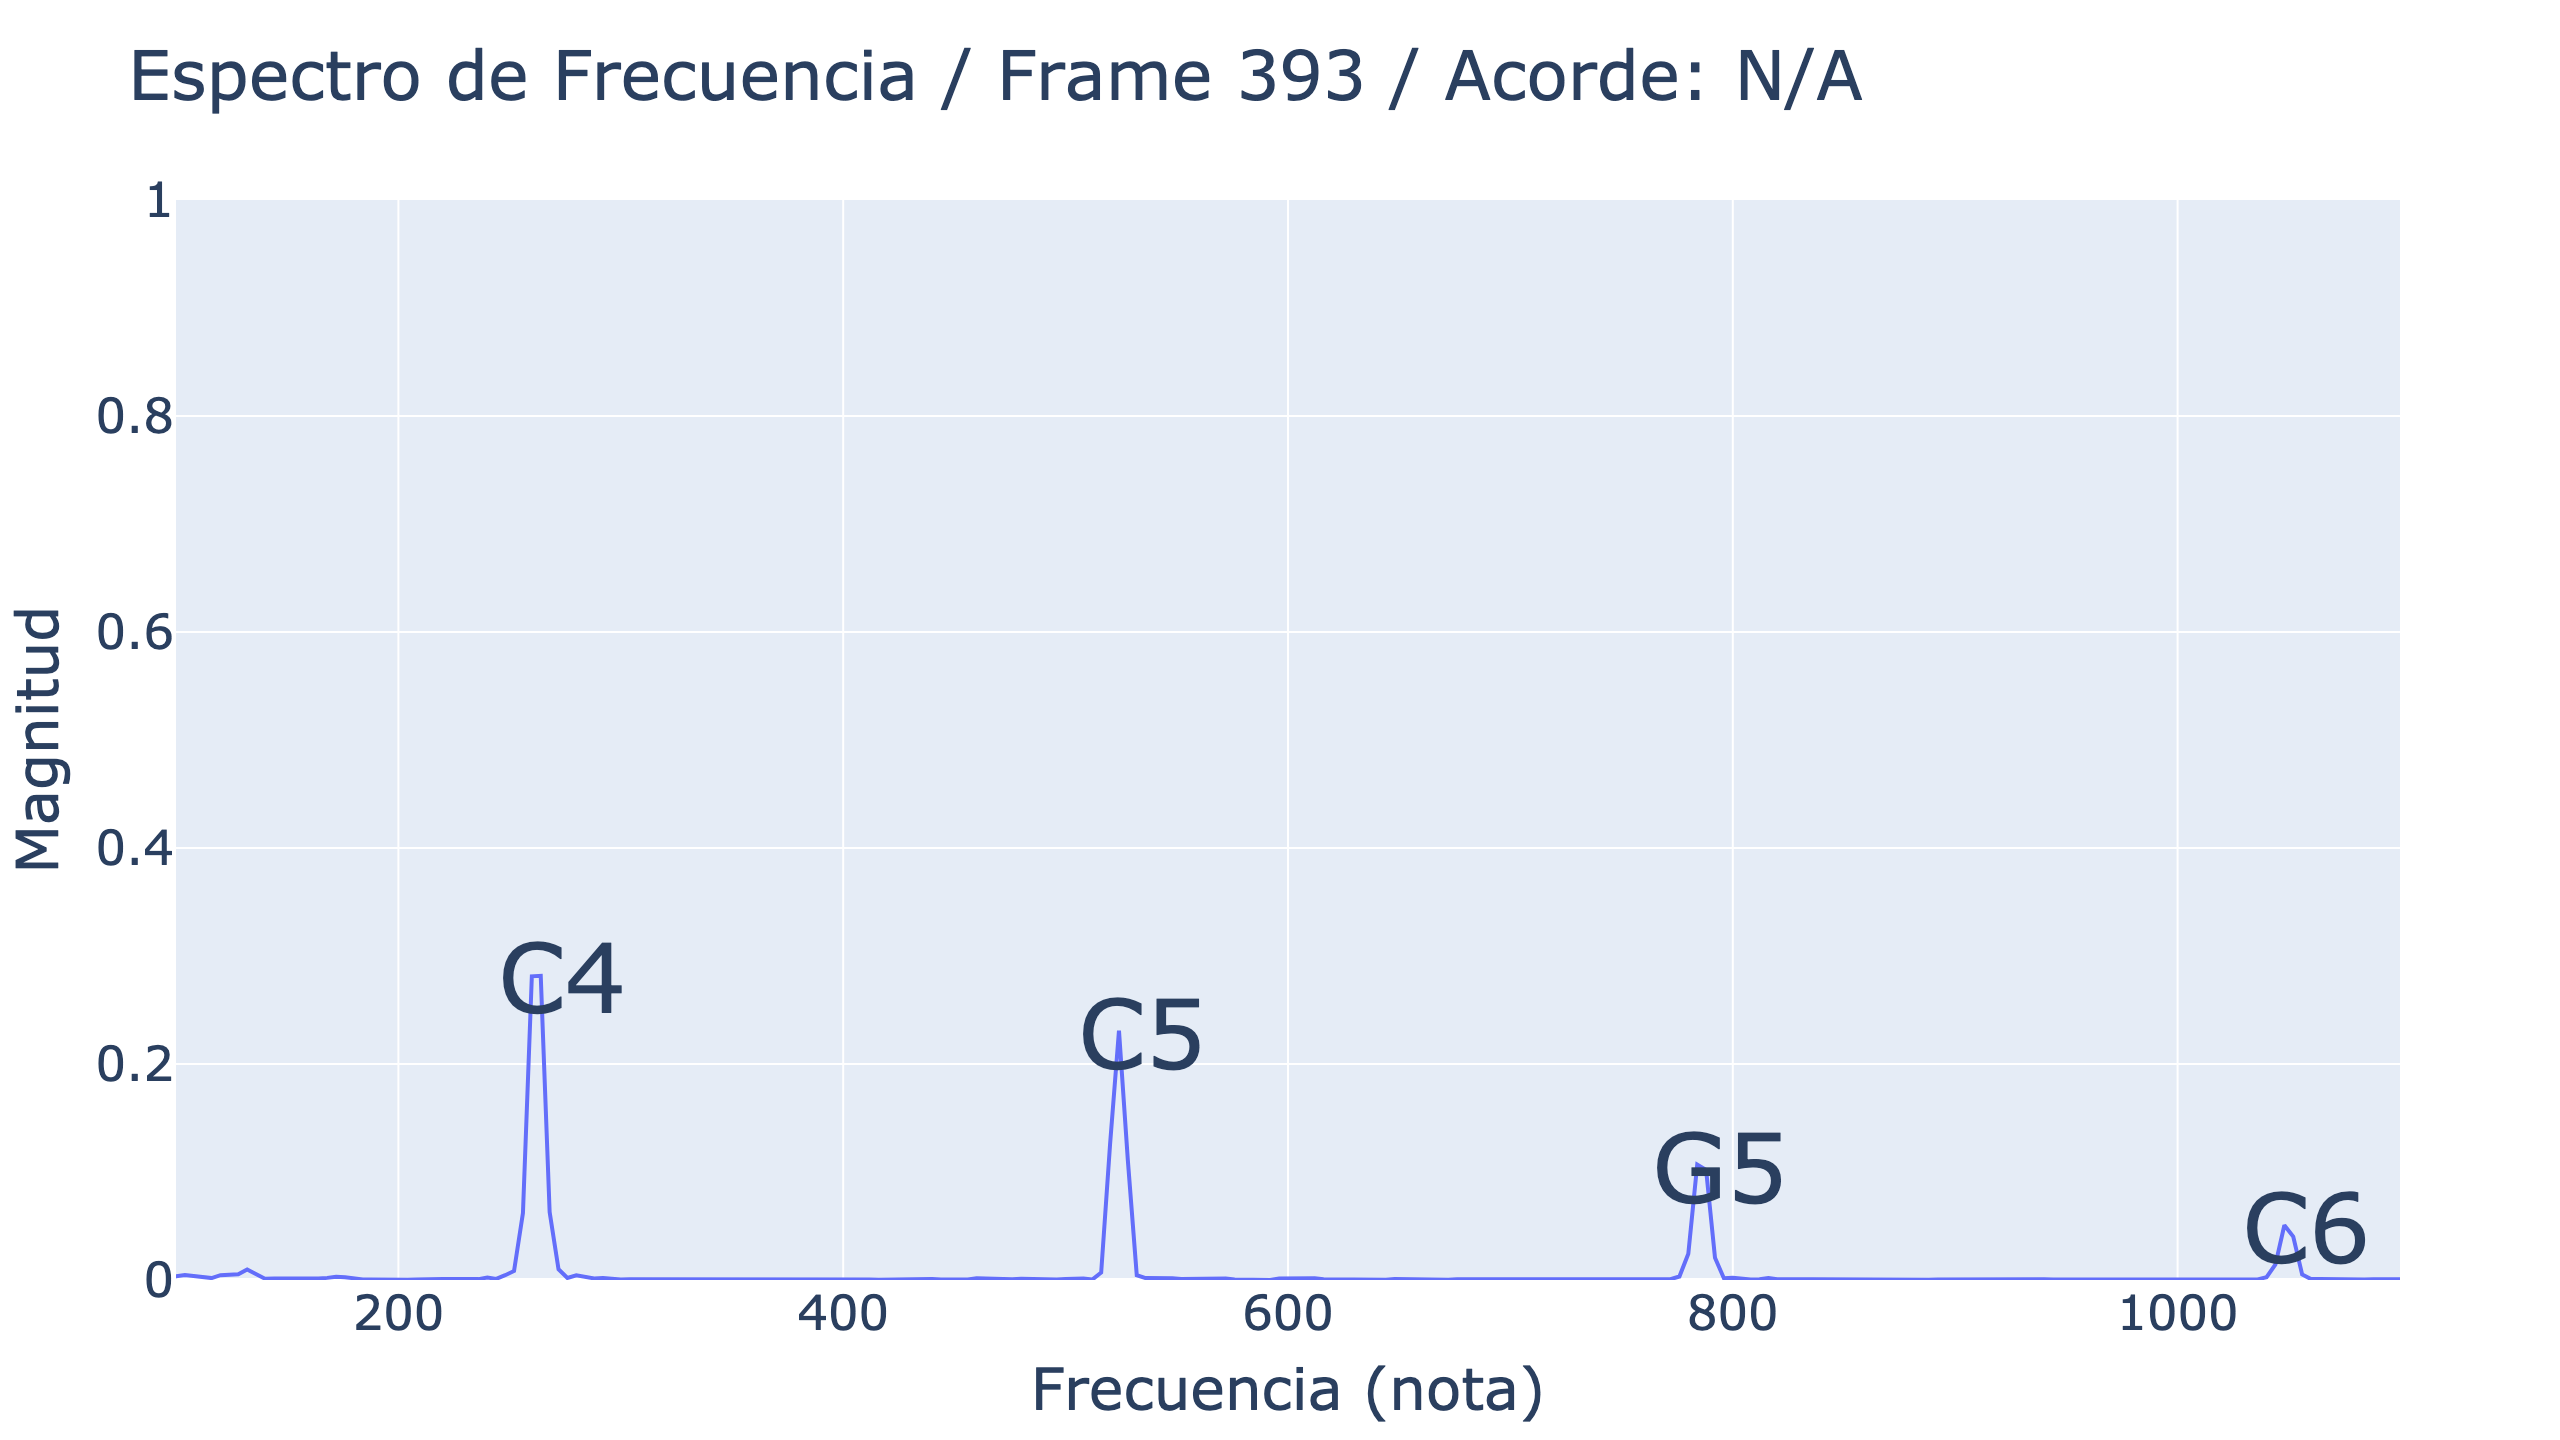 Espectro de Frecuencia / Frame 393 / Acorde: N/A
1
0.8
0.6
0.4
0.2
0
Magnitud
C4
C5
G5
C6
200 400 600 800 1000
Frecuencia (nota)